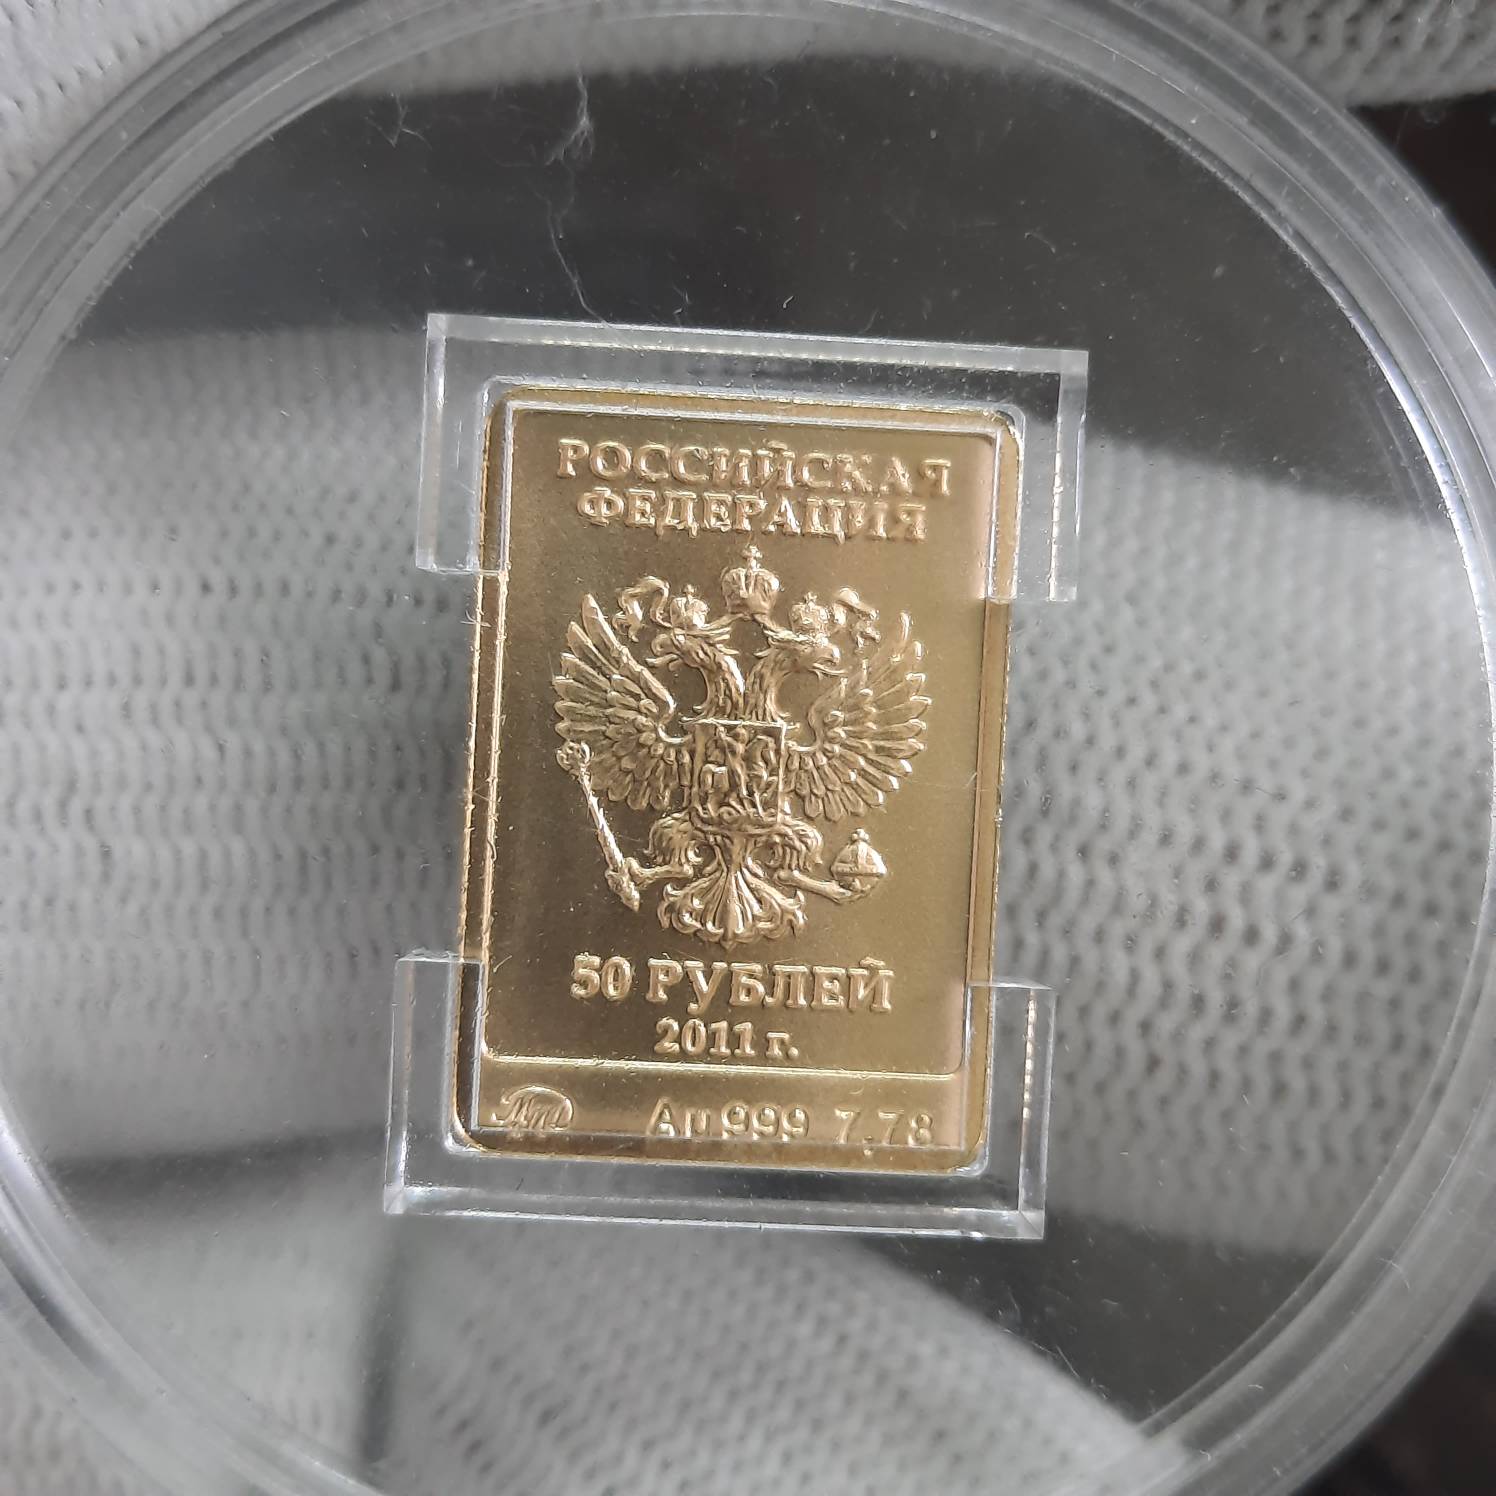 РОССИЙСКАЯ
ФЕДЕРАЦИЯ
50 РУБЛЕЙ
2011 г.
ММД Au 999 7,78